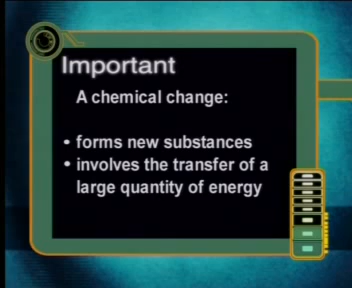 Important
A chemical change:
• forms new substances
• involves the transfer of a
large quantity of energy